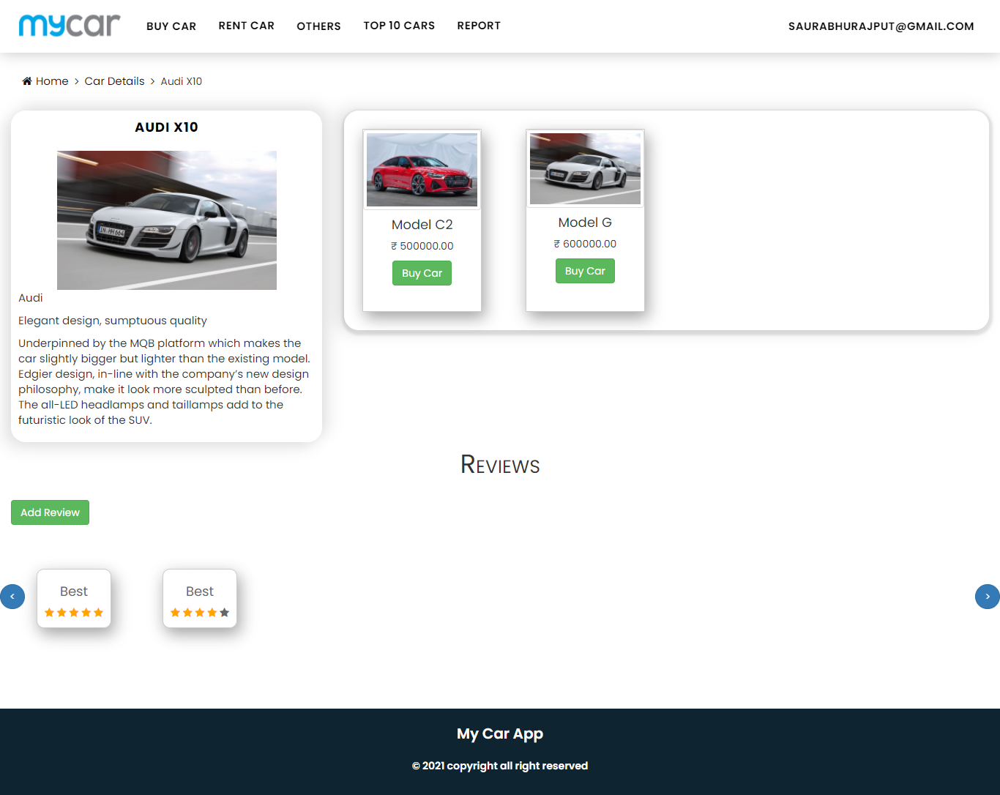 mycar
BUY CAR
RENT CAR
OTHERS
TOP 10 CARS
REPORT
SAURABHURAJPUT@GMAIL.COM
Home > Car Details > Audi X10
AUDI X10
IN·HH 664
Audi
Elegant design, sumptuous quality
Underpinned by the MQB platform which makes the
car slightly bigger but lighter than the existing model.
Edgier design, in-line with the company’s new design
philosophy, make it look more sculpted than before.
The all-LED headlamps and taillamps add to the
futuristic look of the SUV.
Model C2
₹ 500000.00
Buy Car
Model G
₹ 600000.00
Buy Car
Reviews
Add Review
<
Best
Best
>
My Car App
© 2021 copyright all right reserved